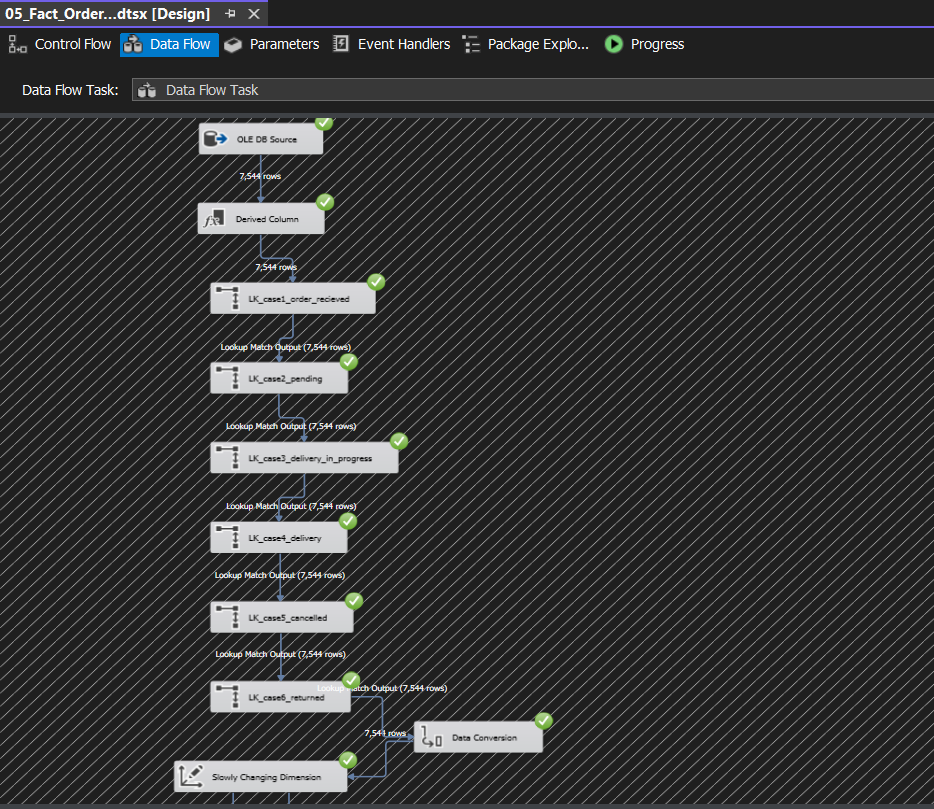 05_Fact_Order...dtsx [Design]
Control Flow Data Flow Parameters Event Handlers Package Explo... Progress
Data Flow Task: Data Flow Task
OLE DB Source
7,544 rows
Derived Column
7,544 rows
LK_case1_order_recieved
Lookup Match Output (7,544 rows)
LK_case2_pending
Lookup Match Output (7,544 rows)
LK_case3_delivery_in_progress
Lookup Match Output (7,544 rows)
LK_case4_delivery
Lookup Match Output (7,544 rows)
LK_case5_cancelled
Lookup Match Output (7,544 rows)
LK_case6_returned
Lookup Match Output (7,544 rows)
7,544 rows
Data Conversion
Slowly Changing Dimension